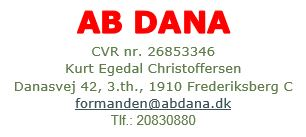 AB DANA
CVR nr. 26853346
Kurt Egedal Christoffersen
Danasvej 42, 3.th., 1910 Frederiksberg C
formanden@abdana.dk
Tlf.: 20830880